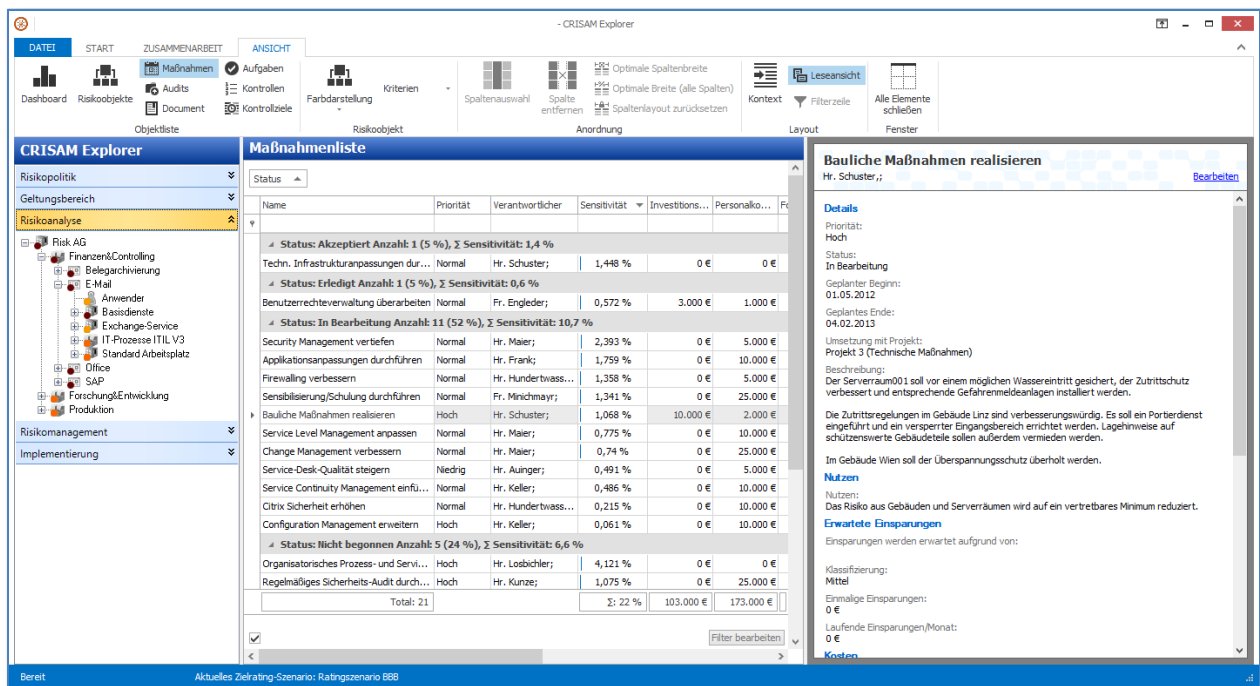 - CRISAM Explorer
DATEI START ZUSAMMENARBEIT ANSICHT
Dashboard Risikoobjekte Maßnahmen Audits Document Aufgaben Kontrollen Kontrollziele
Farbdarstellung Kriterien
Spaltenauswahl Spalte entfernen Optimale Spaltenbreite Optimale Breite (alle Spalten) Spaltenlayout zurücksetzen
Kontext Leseansicht Filterzeile
Alle Elemente schließen
Objektliste Risikoobjekt Anordnung Layout Fenster
CRISAM Explorer
Risikopolitik
Geltungsbereich
Risikoanalyse
Risk AG
Finanzen&Controlling
Belegarchivierung
E-Mail
Anwender
Basisdienste
Exchange-Service
IT-Prozesse ITIL V3
Standard Arbeitsplatz
Office
SAP
Forschung&Entwicklung
Produktion
Risikomanagement
Implementierung
Maßnahmenliste
Status
Name Priorität Verantwortlicher Sensitivität Investitions... Personalko... Fo
Status: Akzeptiert Anzahl: 1 (5 %), Σ Sensitivität: 1,4 %
Techn. Infrastrukturanpassungen dur... Normal Hr. Schuster; 1,448 % 0 € 0 €
Status: Erledigt Anzahl: 1 (5 %), Σ Sensitivität: 0,6 %
Benutzerrechteverwaltung überarbeiten Normal Fr. Engleder; 0,572 % 3.000 € 1.000 €
Status: In Bearbeitung Anzahl: 11 (52 %), Σ Sensitivität: 10,7 %
Security Management vertiefen Normal Hr. Maier; 2,393 % 0 € 5.000 €
Applikationsanpassungen durchführen Normal Hr. Frank; 1,759 % 0 € 10.000 €
Firewalling verbessern Normal Hr. Hundertwass... 1,358 % 0 € 5.000 €
Sensibilisierung/Schulung durchführen Normal Fr. Minichmayr; 1,341 % 0 € 25.000 €
Bauliche Maßnahmen realisieren Hoch Hr. Schuster; 1,068 % 10.000 € 2.000 €
Service Level Management anpassen Normal Hr. Maier; 0,775 % 0 € 10.000 €
Change Management verbessern Normal Hr. Maier; 0,74 % 0 € 25.000 €
Service-Desk-Qualität steigern Niedrig Hr. Auinger; 0,491 % 0 € 5.000 €
Service Continuity Management einfü... Normal Hr. Keller; 0,486 % 0 € 10.000 €
Citrix Sicherheit erhöhen Normal Hr. Hundertwass... 0,215 % 0 € 10.000 €
Configuration Management erweitern Hoch Hr. Keller; 0,061 % 0 € 10.000 €
Status: Nicht begonnen Anzahl: 5 (24 %), Σ Sensitivität: 6,6 %
Organisatorisches Prozess- und Servi... Hoch Hr. Losbichler; 4,121 % 0 € 0 €
Regelmäßiges Sicherheits-Audit durch... Hoch Hr. Kunze; 1,075 % 0 € 25.000 €
Total: 21 Σ: 22 % 103.000 € 173.000 €
Filter bearbeiten
Bauliche Maßnahmen realisieren
Hr. Schuster,; Bearbeiten
Details
Priorität:
Hoch
Status:
In Bearbeitung
Geplanter Beginn:
01.05.2012
Geplantes Ende:
04.02.2013
Umsetzung mit Projekt:
Projekt 3 (Technische Maßnahmen)
Beschreibung:
Der Serverraum001 soll vor einem möglichen Wassereintritt gesichert, der Zutrittschutz
verbessert und entsprechende Gefahrenmeldeanlagen installiert werden.
Die Zutrittsregelungen im Gebäude Linz sind verbesserungswürdig. Es soll ein Portierdienst
eingeführt und ein versperrter Eingangsbereich errichtet werden. Lagehinweise auf
schützenswerte Gebäudeteile sollen außerdem vermieden werden.
Im Gebäude Wien soll der Überspannungsschutz überholt werden.
Nutzen
Nutzen:
Das Risiko aus Gebäuden und Serverräumen wird auf ein vertretbares Minimum reduziert.
Erwartete Einsparungen
Einsparungen werden erwartet aufgrund von:
Klassifizierung:
Mittel
Einmalige Einsparungen:
0 €
Laufende Einsparungen/Monat:
0 €
Kosten
Bereit Aktuelles Zielrating-Szenario: Ratingszenario BBB